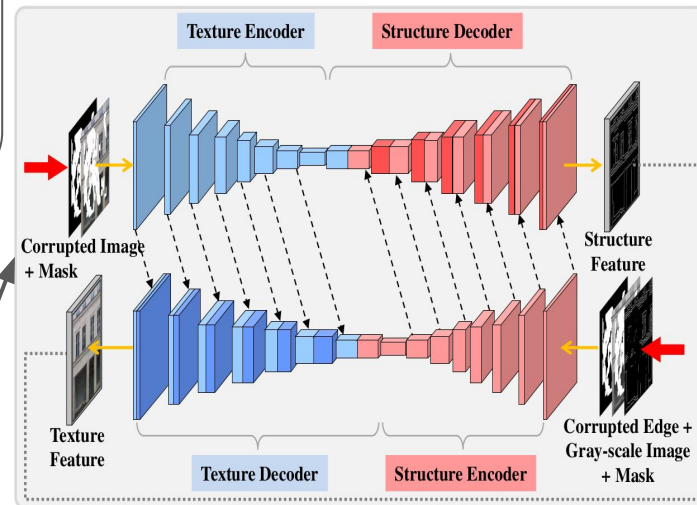 Texture Encoder
Structure Decoder
Corrupted Image
+ Mask
Structure
Feature
Texture
Feature
Corrupted Edge +
Gray-scale Image
+ Mask
Texture Decoder
Structure Encoder